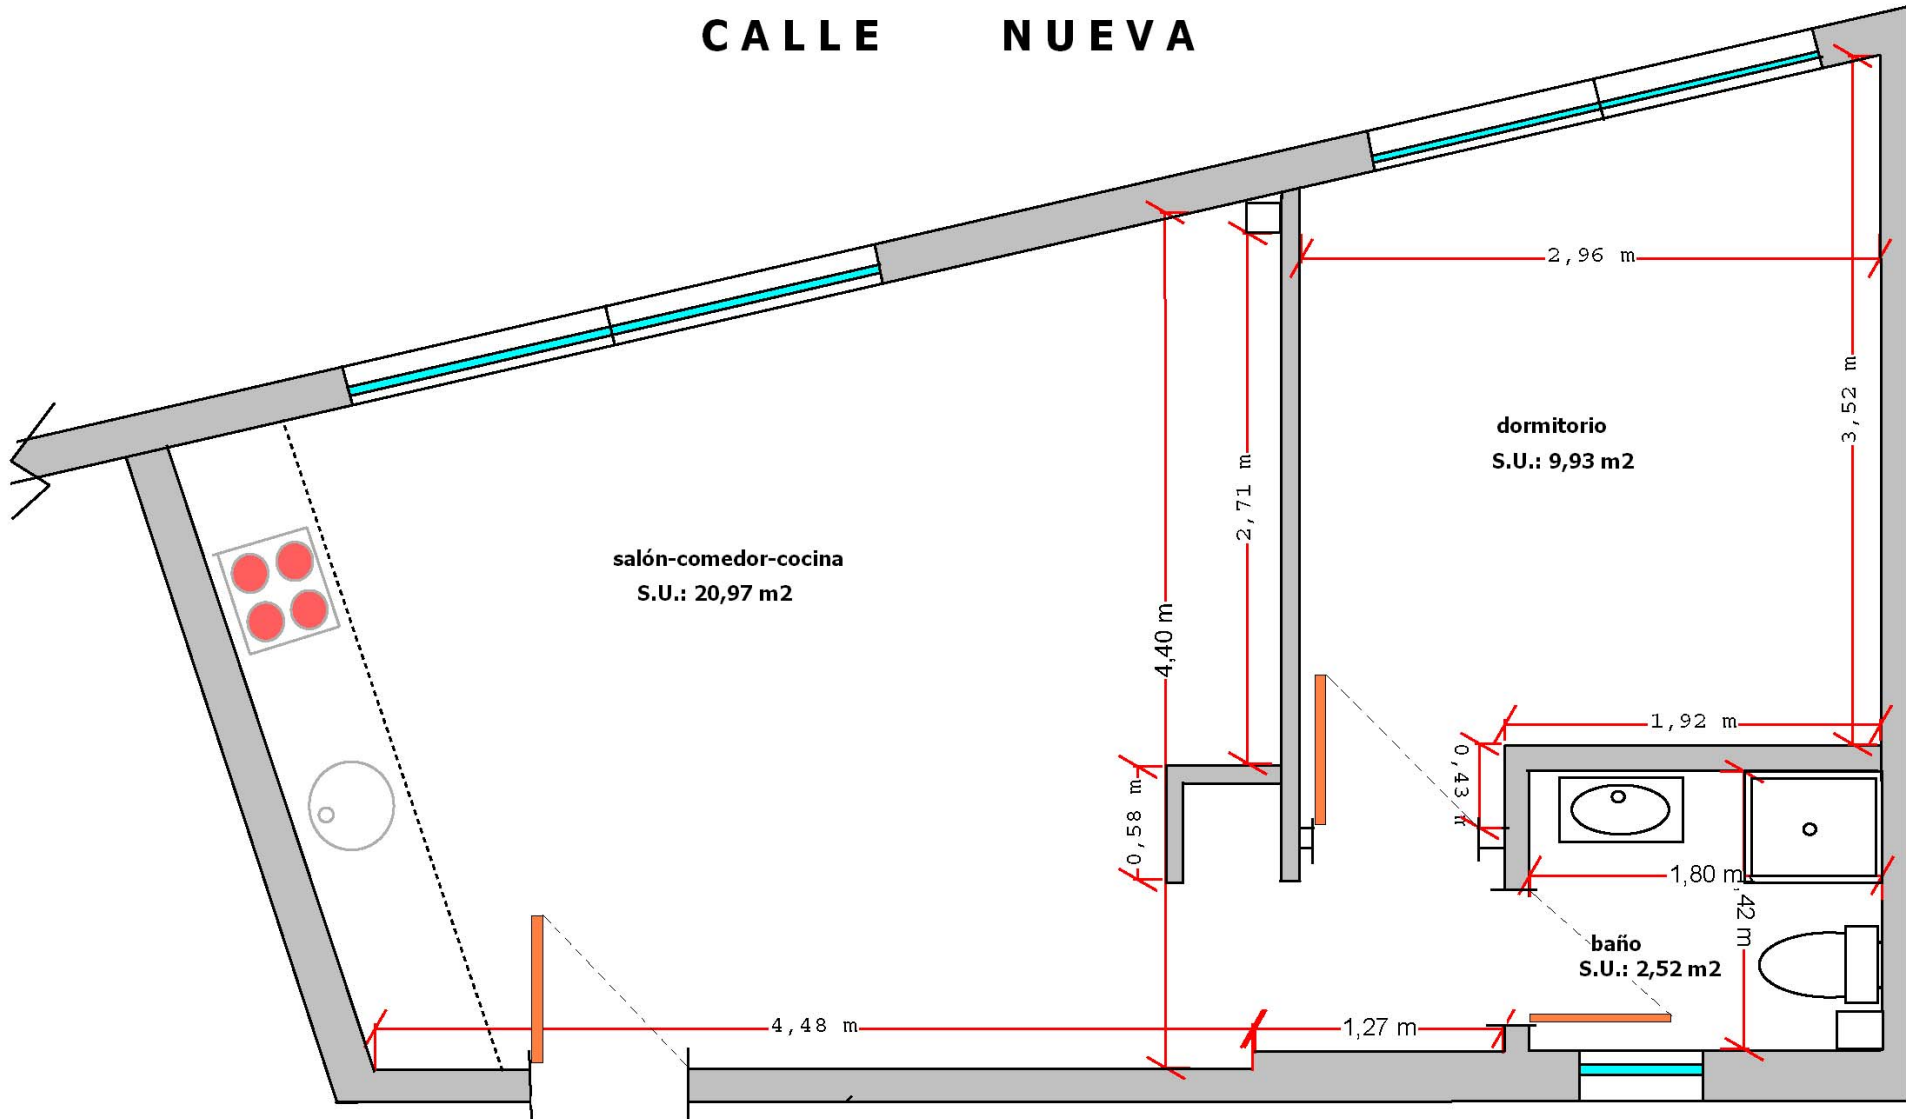 CALLE NUEVA
2,96 m
3,52 m
dormitorio
S.U.: 9,93 m2
2,71 m
salón-comedor-cocina
S.U.: 20,97 m2
4,40 m
1,92 m
0,43 m
0,58 m
1,80 m
,42 m
baño
S.U.: 2,52 m2
4,48 m
1,27 m